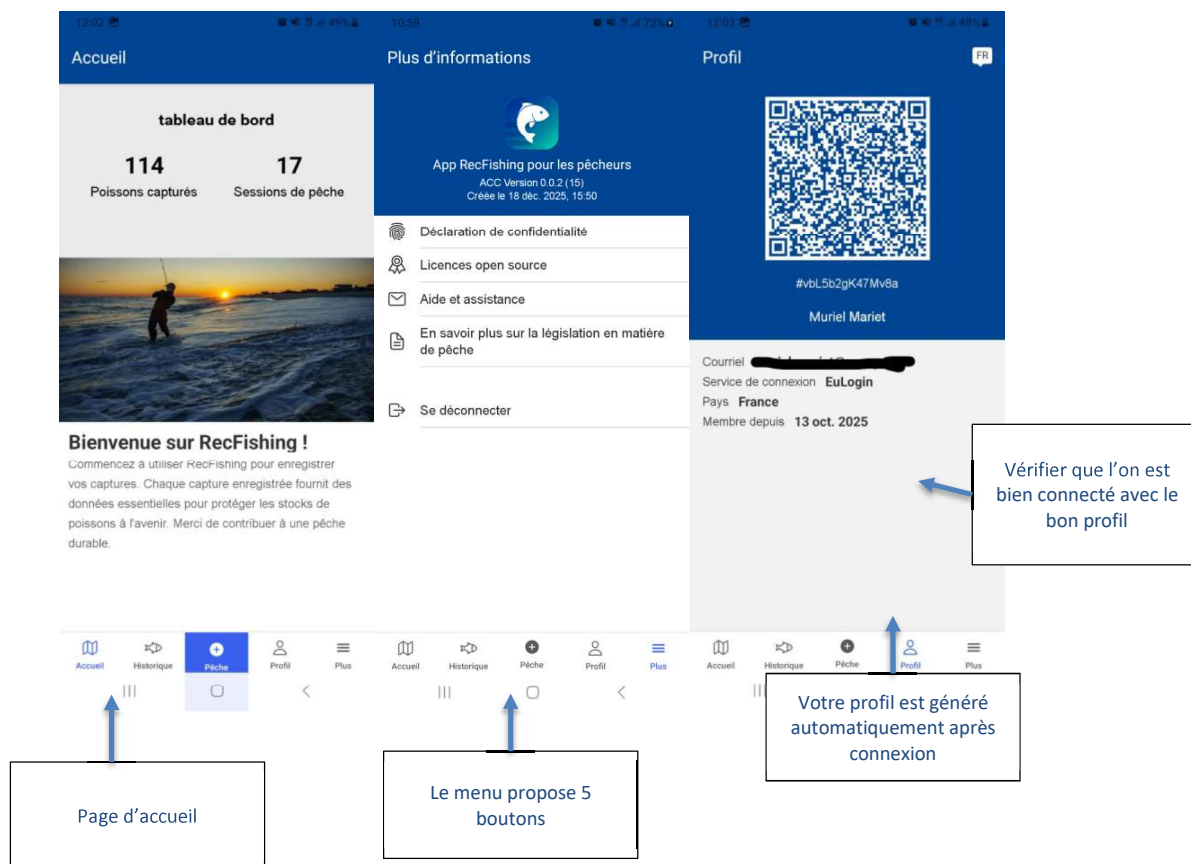 12:02
49%
Accueil
tableau de bord
114
17
Poissons capturés
Sessions de pêche
Bienvenue sur RecFishing !
Commencez à utiliser RecFishing pour enregistrer
vos captures. Chaque capture enregistrée fournit des
données essentielles pour protéger les stocks de
poissons à l'avenir. Merci de contribuer à une pêche
durable.
Accueil
Historique
Pêche
Profil
Plus
10:58
72%
Plus d'informations
App RecFishing pour les pêcheurs
ACC Version 0.0.2 (15)
Créée le 18 déc. 2025, 15:50
Déclaration de confidentialité
Licences open source
Aide et assistance
En savoir plus sur la législation en matière
de pêche
Se déconnecter
Accueil
Historique
Pêche
Profil
Plus
12:03
48%
Profil
FR
#vbL5b2gK47Mv8a
Muriel Mariet
Courriel
Service de connexion EuLogin
Pays France
Membre depuis 13 oct. 2025
Accueil
Historique
Pêche
Profil
Plus
Vérifier que l'on est
bien connecté avec le
bon profil
Votre profil est généré
automatiquement après
connexion
Page d'accueil
Le menu propose 5
boutons